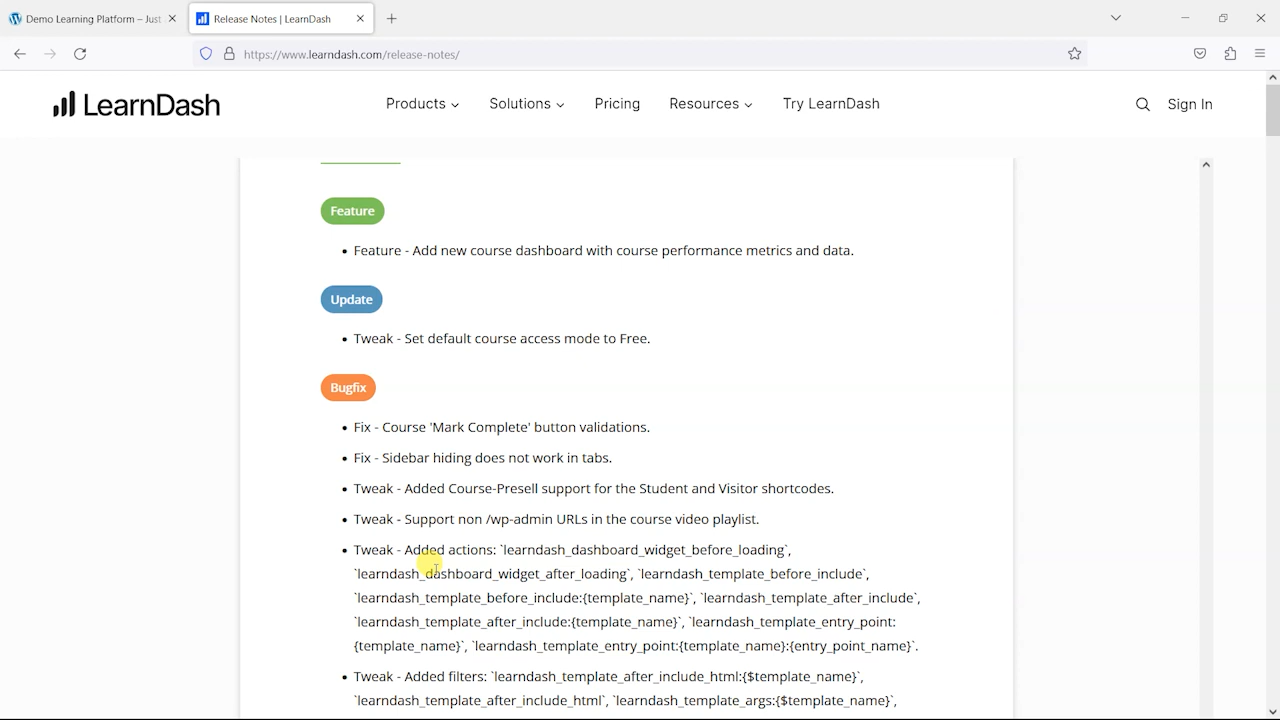 Demo Learning Platform – Just
Release Notes | LearnDash
https://www.learndash.com/release-notes/
LearnDash
Products
Solutions
Pricing
Resources
Try LearnDash
Sign In
Feature
• Feature - Add new course dashboard with course performance metrics and data.
Update
• Tweak - Set default course access mode to Free.
Bugfix
• Fix - Course 'Mark Complete' button validations.
• Fix - Sidebar hiding does not work in tabs.
• Tweak - Added Course-Presell support for the Student and Visitor shortcodes.
• Tweak - Support non /wp-admin URLs in the course video playlist.
• Tweak - Added actions: `learndash_dashboard_widget_before_loading`,
`learndash_dashboard_widget_after_loading`, `learndash_template_before_include`,
`learndash_template_before_include:{template_name}`, `learndash_template_after_include`,
`learndash_template_after_include:{template_name}`, `learndash_template_entry_point:
{template_name}`, `learndash_template_entry_point:{template_name}:{entry_point_name}`.
• Tweak - Added filters: `learndash_template_after_include_html:{$template_name}`,
`learndash_template_after_include_html`, `learndash_template_args:{$template_name}`,